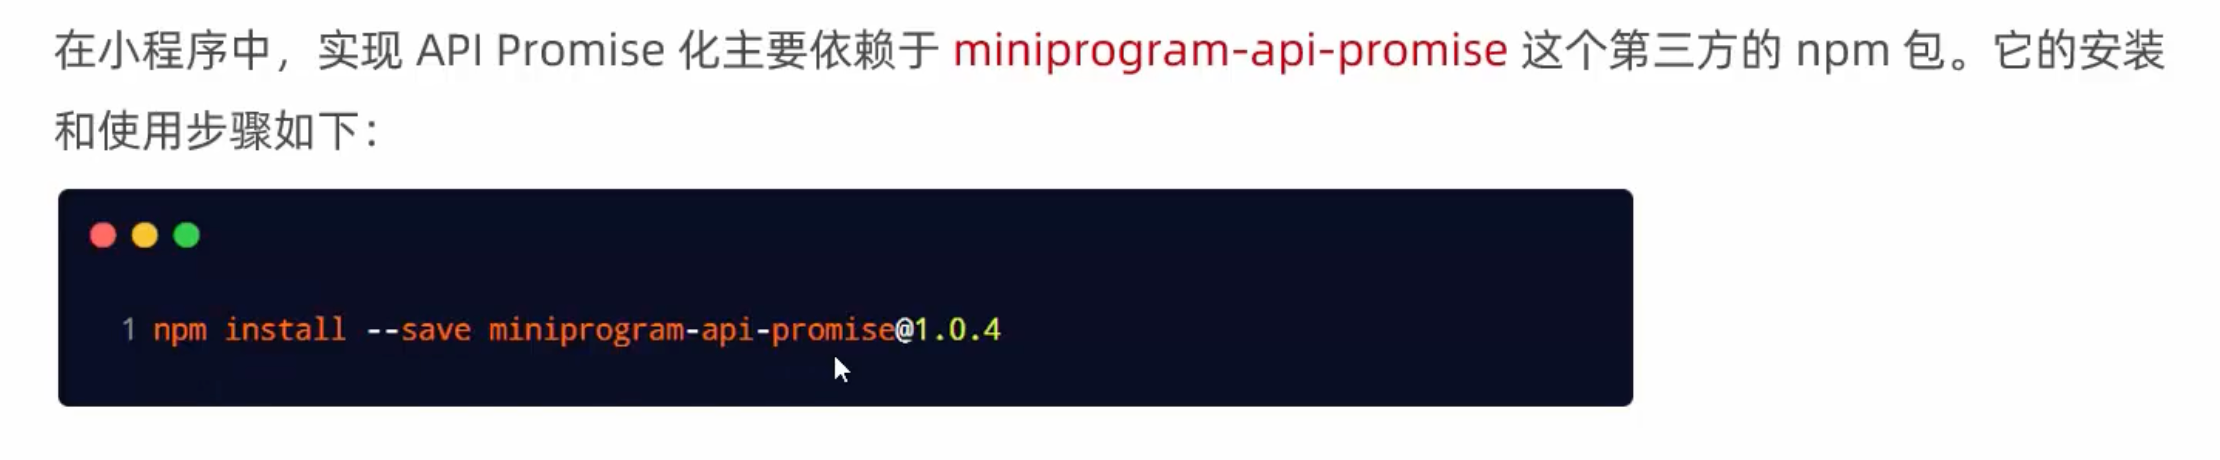 在小程序中，实现 API Promise 化主要依赖于 miniprogram-api-promise 这个第三方的 npm 包。它的安装
和使用步骤如下：
1 npm install --save miniprogram-api-promise@1.0.4